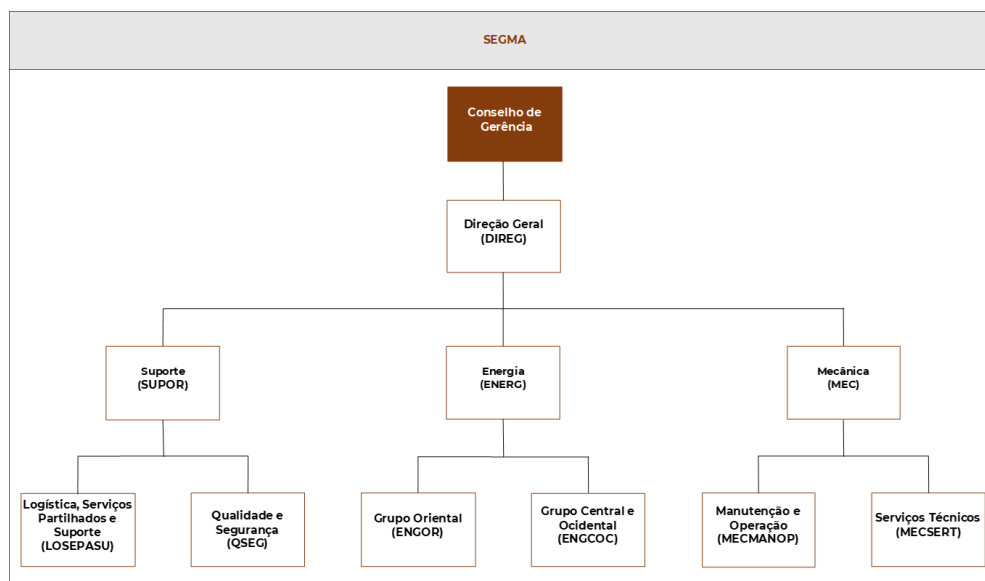 SEGMA
Conselho de
Gerência
Direção Geral
(DIREG)
Suporte
(SUPOR)
Energia
(ENERG)
Mecânica
(MEC)
Logística, Serviços
Partilhados e
Suporte
(LOSEPASU)
Qualidade e
Segurança
(QSEG)
Grupo Oriental
(ENGOR)
Grupo Central e
Ocidental
(ENGCOC)
Manutenção e
Operação
(MECMANOP)
Serviços Técnicos
(MECSERT)